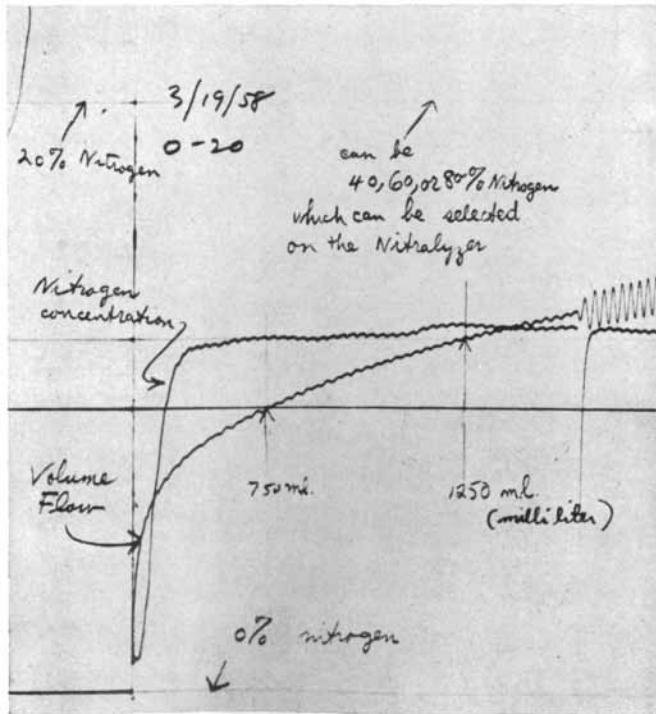 3/19/58
0-20
20% Nitrogen
can be
40, 60, or 80% Nitrogen
which can be selected
on the Nitralyzer
Nitrogen
concentration
Volume
Flow
750 ml.
1250 ml.
(milliliter)
0% nitrogen